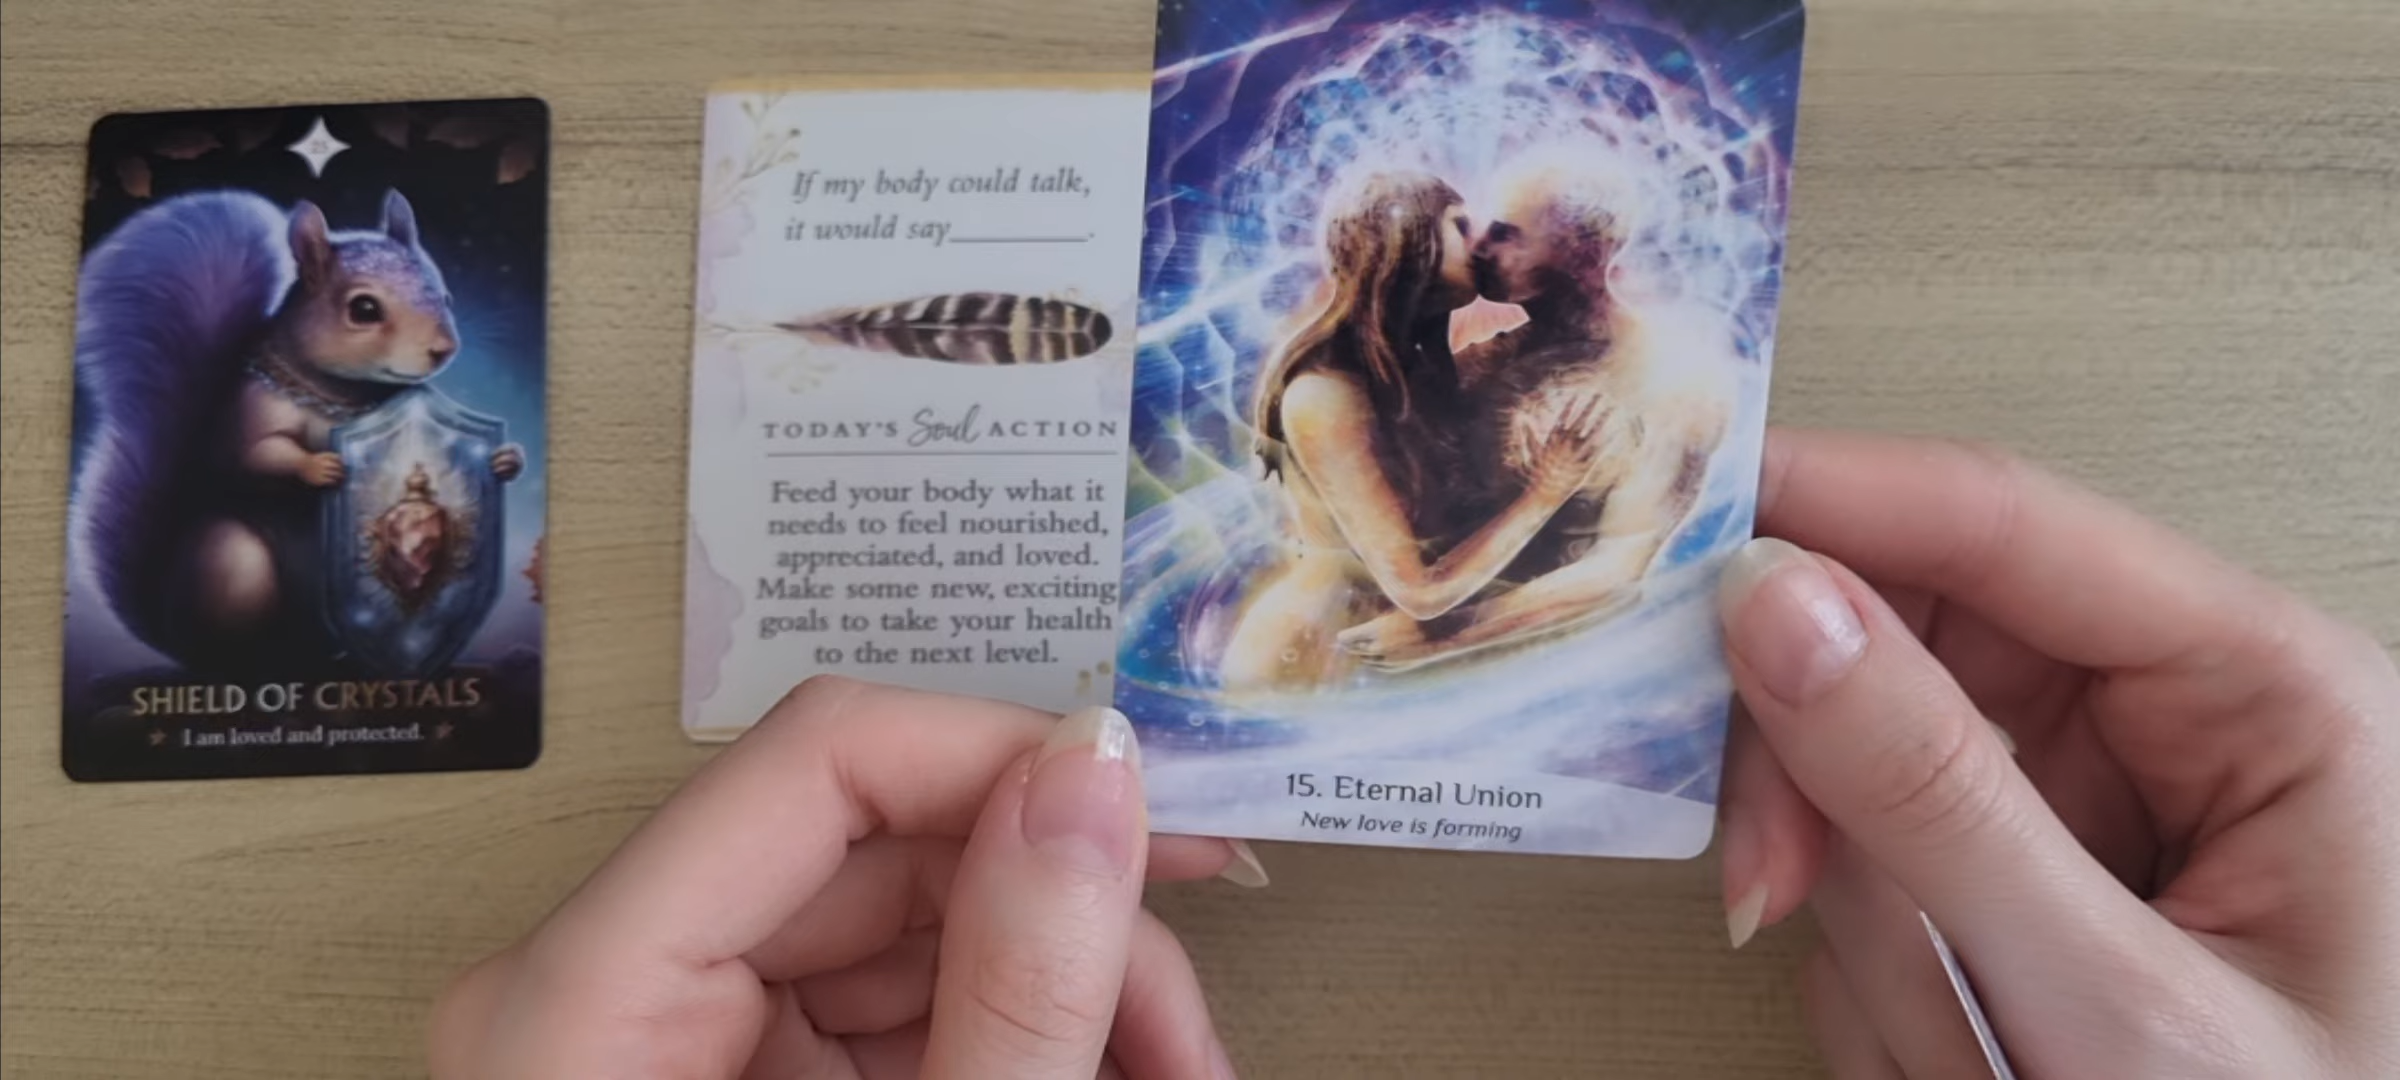 25
SHIELD OF CRYSTALS
I am loved and protected.
If my body could talk,
it would say_________.
TODAY'S Soul ACTION
Feed your body what it
needs to feel nourished,
appreciated, and loved.
Make some new, exciting
goals to take your health
to the next level.
15. Eternal Union
New love is forming